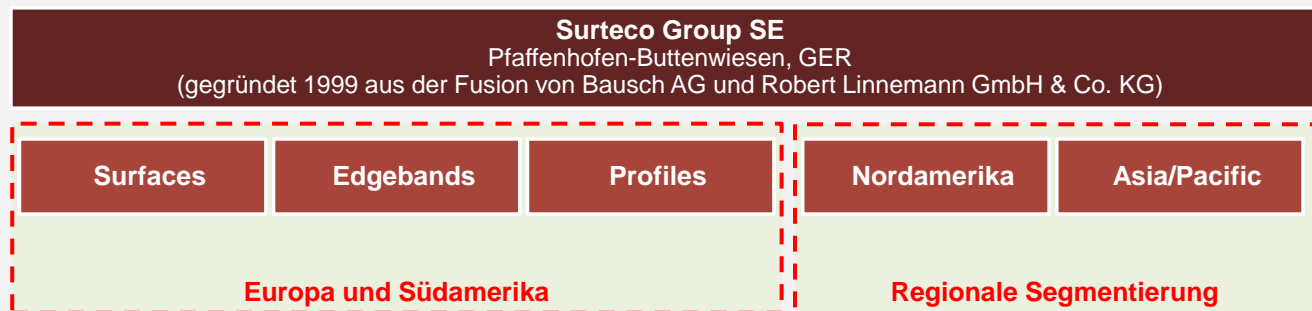 Surteco Group SE
Pfaffenhofen-Buttenwiesen, GER
(gegründet 1999 aus der Fusion von Bausch AG und Robert Linnemann GmbH & Co. KG)
Surfaces
Edgebands
Profiles
Nordamerika
Asia/Pacific
Europa und Südamerika
Regionale Segmentierung